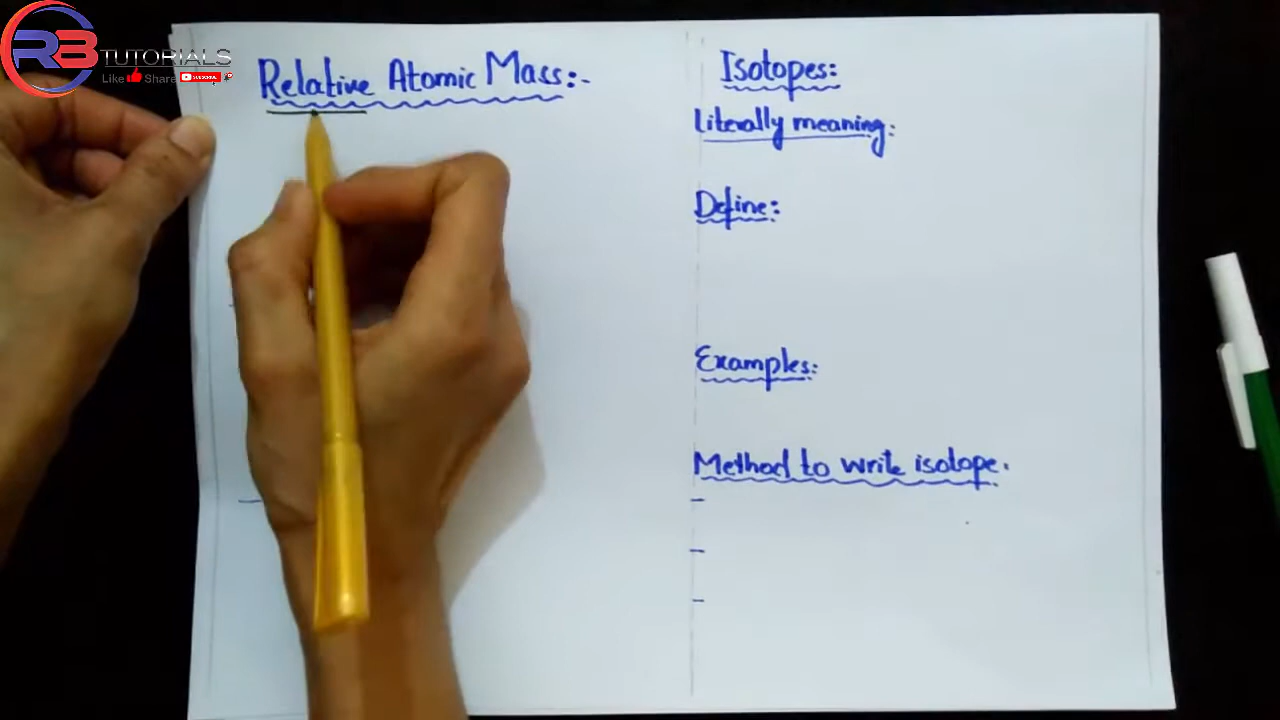 RB TUTORIALS
Like Share
Relative Atomic Mass:-
Isotopes:
Literally meaning:
Define:
Examples:
Method to write isotope.
-
-
-